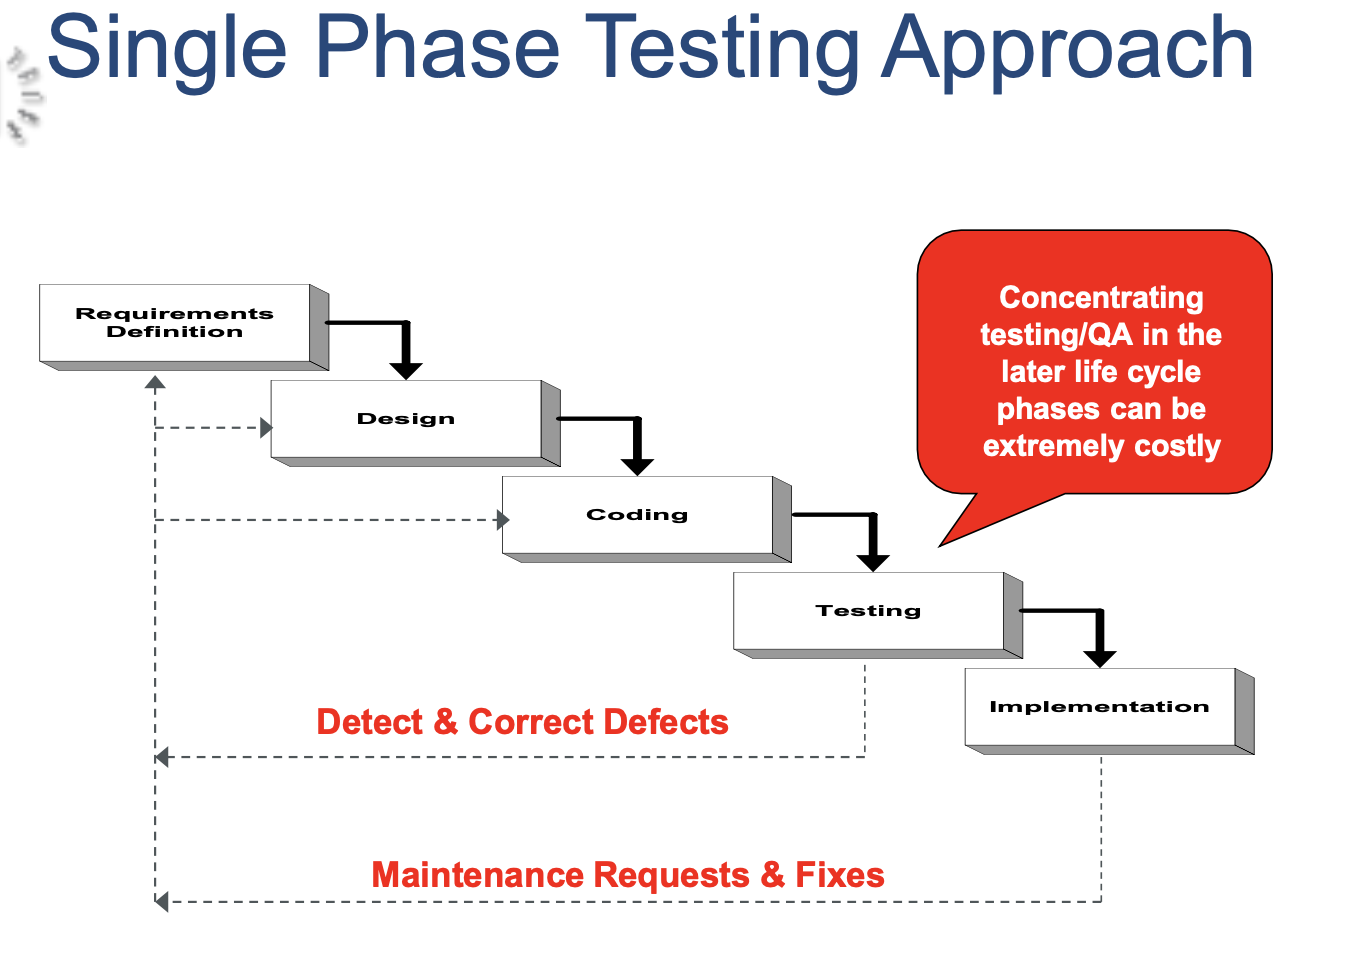 Single Phase Testing Approach
Concentrating
testing/QA in the
later life cycle
phases can be
extremely costly
Requirements
Definition
Design
Coding
Testing
Implementation
Detect & Correct Defects
Maintenance Requests & Fixes